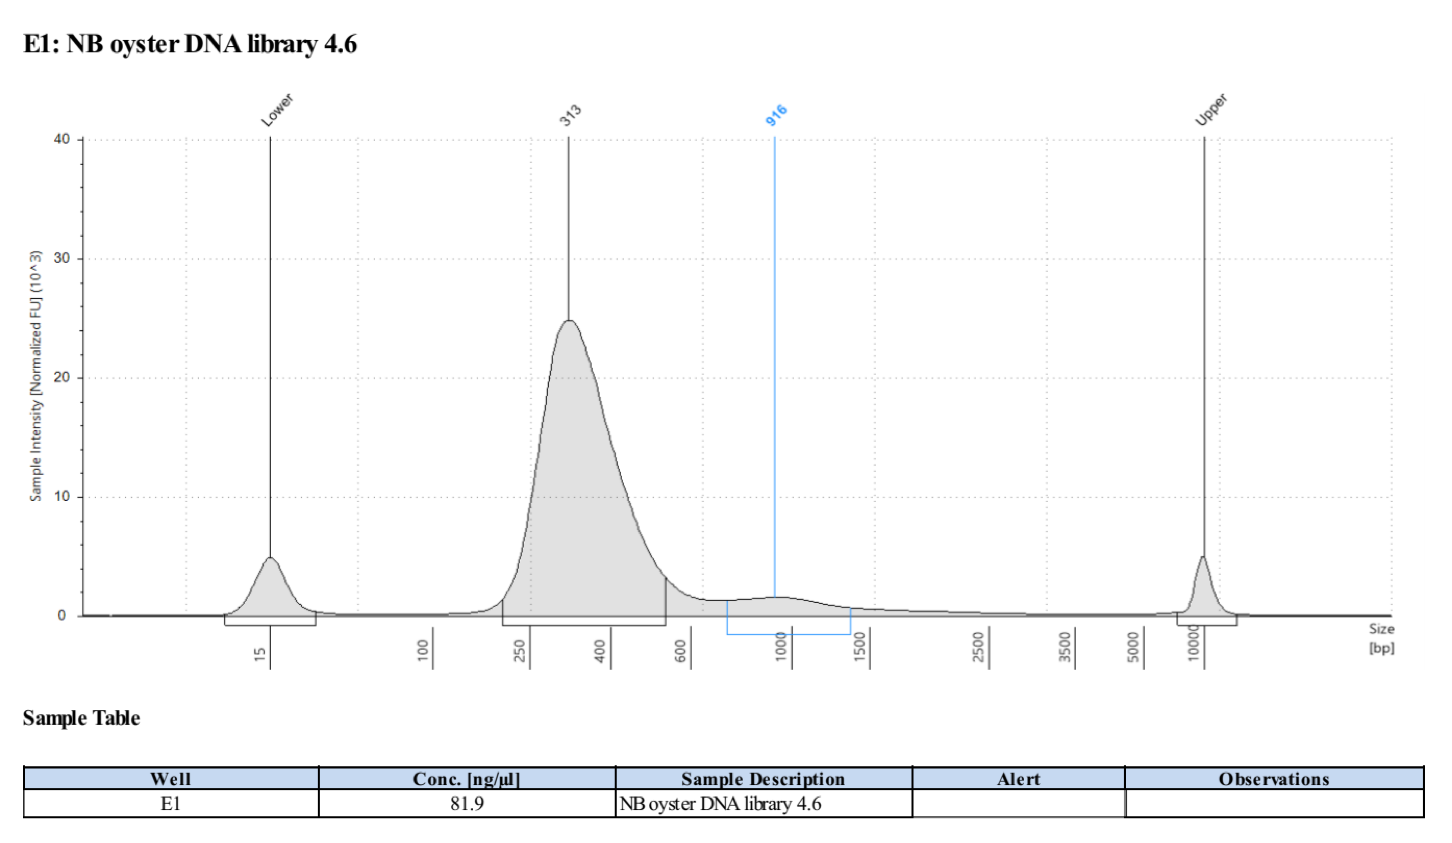 E1: NB oyster DNA library 4.6
Lower
313
916
Upper
40
30
20
10
0
Sample Intensity [Normalized FU] (10^3)
15
100
250
400
600
1000
1500
2500
3500
5000
10000
Size
[bp]
Sample Table
Well Conc. [ng/µl] Sample Description Alert Observations
E1 81.9 NB oyster DNA library 4.6